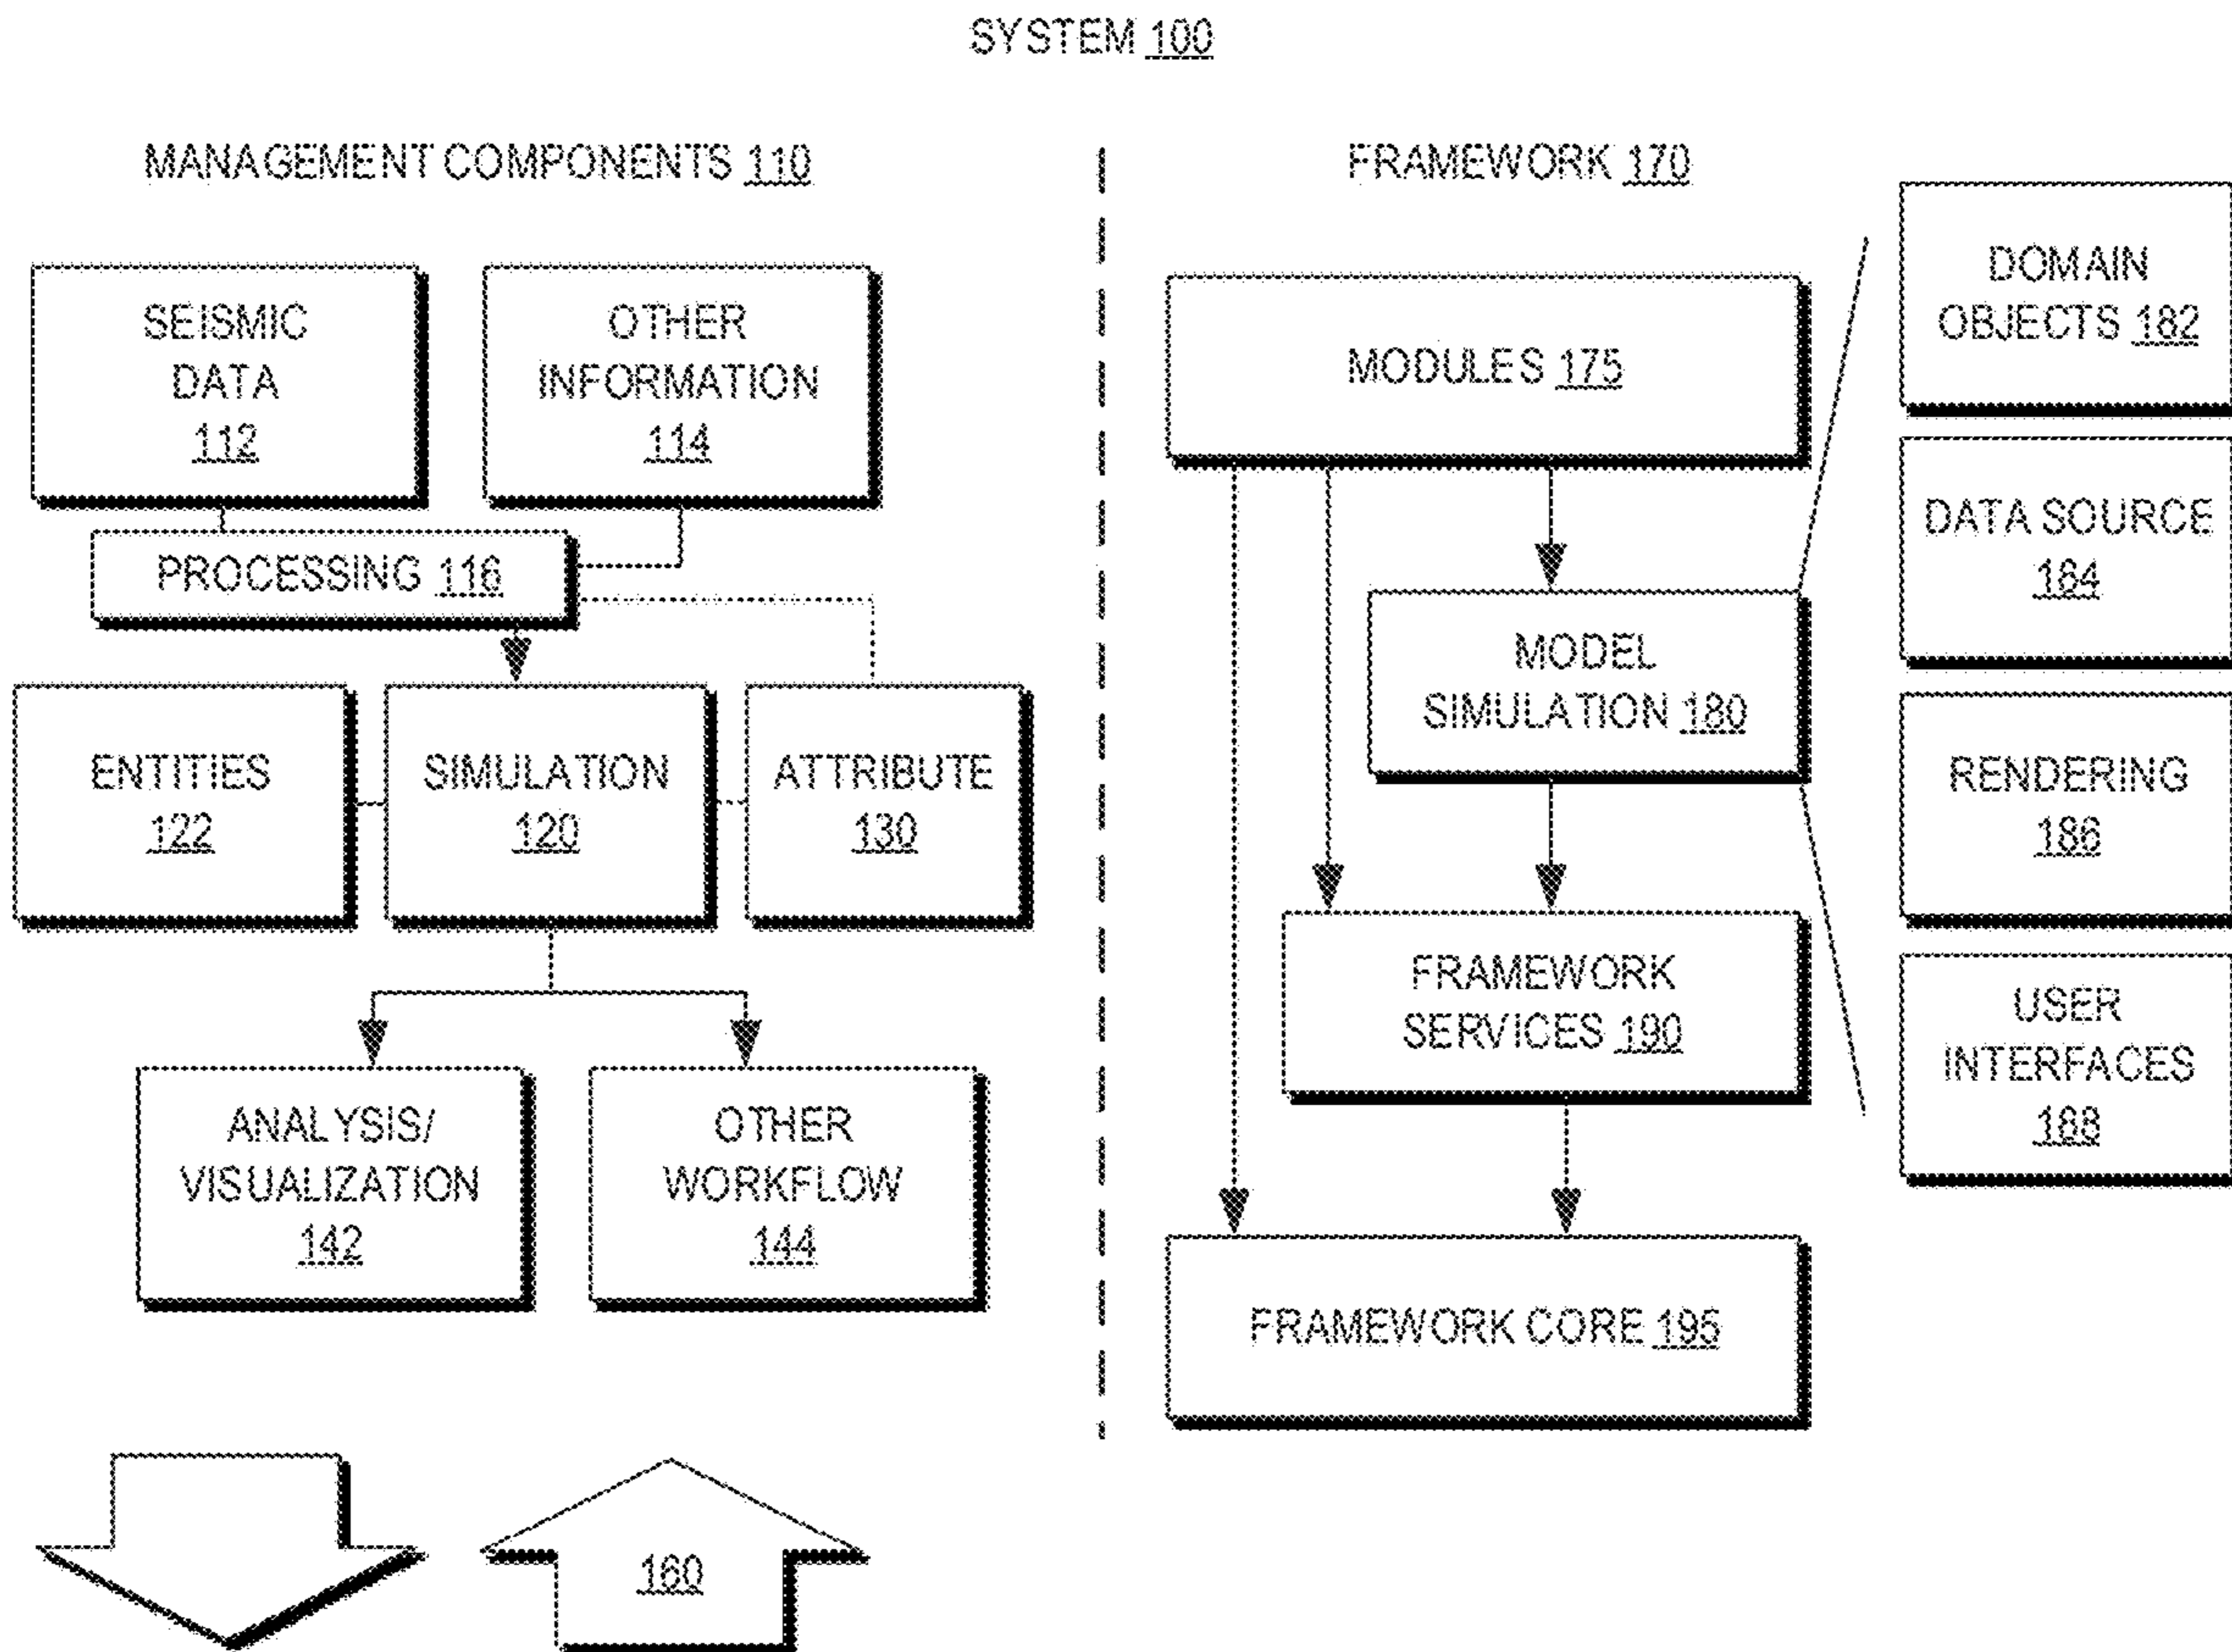 SYSTEM 100
MANAGEMENT COMPONENTS 110
SEISMIC
DATA
112
OTHER
INFORMATION
114
PROCESSING 116
ENTITIES
122
SIMULATION
120
ATTRIBUTE
130
ANALYSIS/
VISUALIZATION
142
OTHER
WORKFLOW
144
160
FRAMEWORK 170
MODULES 175
MODEL
SIMULATION 180
FRAMEWORK
SERVICES 190
FRAMEWORK CORE 195
DOMAIN
OBJECTS 182
DATA SOURCE
184
RENDERING
186
USER
INTERFACES
188